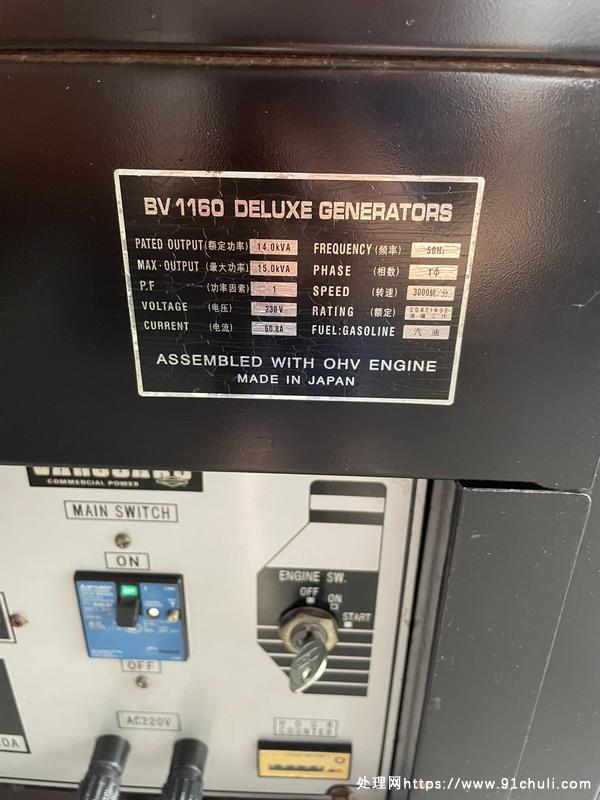 BV 1160 DELUXE GENERATORS
PATED OUTPUT(额定功率) 14.0kVA FREQUENCY(频率) 50Hz
MAX·OUTPUT (最大功率) 15.0kVA PHASE (相数) 1Φ
P.F (功率因素) 1 SPEED (转速) 3000转/分
VOLTAGE (电压) 230V RATING (额定) CONTINUE
CURRENT (电流) 60.8A FUEL:GASOLINE 汽油
ASSEMBLED WITH OHV ENGINE
MADE IN JAPAN
VANGUARD
COMMERCIAL POWER
MAIN SWITCH
ON
ENGINE SW.
OFF ON
START
OFF
AC220V
HOUR
COUNTER
处理网https://www.91chuli.com